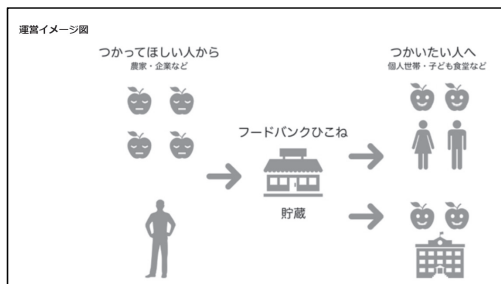 運営イメージ図
つかってほしい人から
農家・企業など
つかいたい人へ
個人世帯・子ども食堂など
フードバンクひこね
貯蔵